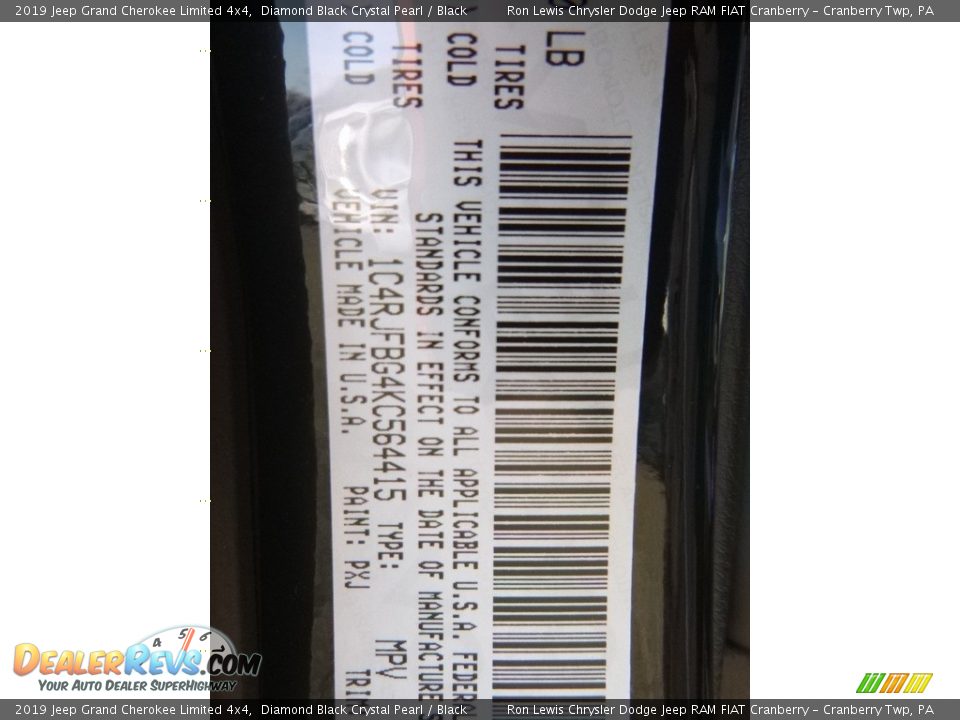 2019 Jeep Grand Cherokee Limited 4x4, Diamond Black Crystal Pearl / Black Ron Lewis Chrysler Dodge Jeep RAM FIAT Cranberry – Cranberry Twp, PA
LB
TIRES
COLD
TIRES
COLD
THIS VEHICLE CONFORMS TO ALL APPLICABLE U.S.A. FEDERAL
STANDARDS IN EFFECT ON THE DATE OF MANUFACTURE
VIN: 1C4RJFBG4KC564415 TYPE: MPV
VEHICLE MADE IN U.S.A. PAINT: PXJ
4 5 6
DEALERREVS.COM
YOUR AUTO DEALER SUPERHIGHWAY
2019 Jeep Grand Cherokee Limited 4x4, Diamond Black Crystal Pearl / Black Ron Lewis Chrysler Dodge Jeep RAM FIAT Cranberry – Cranberry Twp, PA